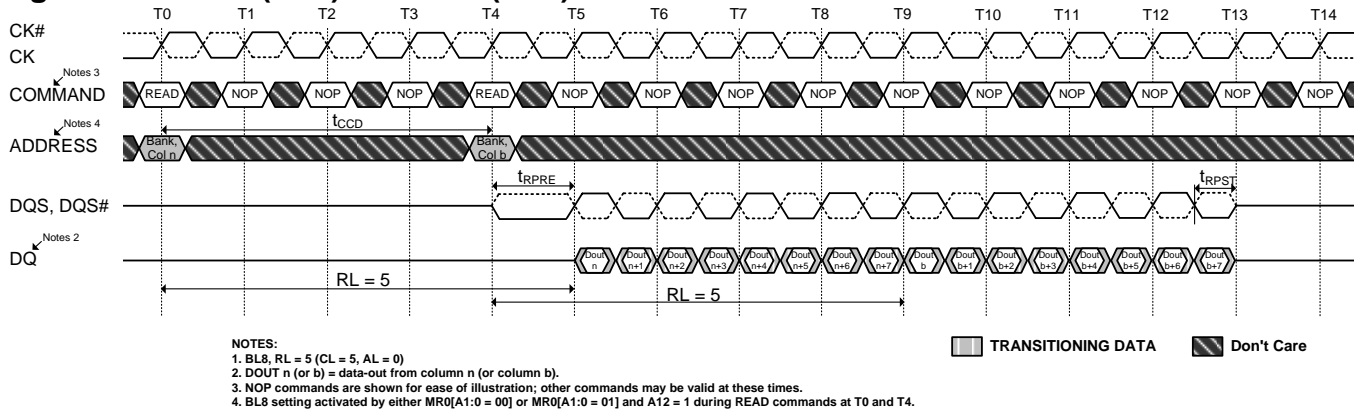 T0 T1 T2 T3 T4 T5 T6 T7 T8 T9 T10 T11 T12 T13 T14
CK#
CK
Notes 3
COMMAND
READ NOP NOP NOP READ NOP NOP NOP NOP NOP NOP NOP NOP NOP NOP
Notes 4
tCCD
ADDRESS
Bank, Col n
Bank, Col b
tRPRE
tRPST
DQS, DQS#
Notes 2
DQ
Dout n Dout n+1 Dout n+2 Dout n+3 Dout n+4 Dout n+5 Dout n+6 Dout n+7 Dout b Dout b+1 Dout b+2 Dout b+3 Dout b+4 Dout b+5 Dout b+6 Dout b+7
RL = 5
RL = 5
NOTES:
1. BL8, RL = 5 (CL = 5, AL = 0)
2. DOUT n (or b) = data-out from column n (or column b).
3. NOP commands are shown for ease of illustration; other commands may be valid at these times.
4. BL8 setting activated by either MR0[A1:0 = 00] or MR0[A1:0 = 01] and A12 = 1 during READ commands at T0 and T4.
TRANSITIONING DATA
Don't Care